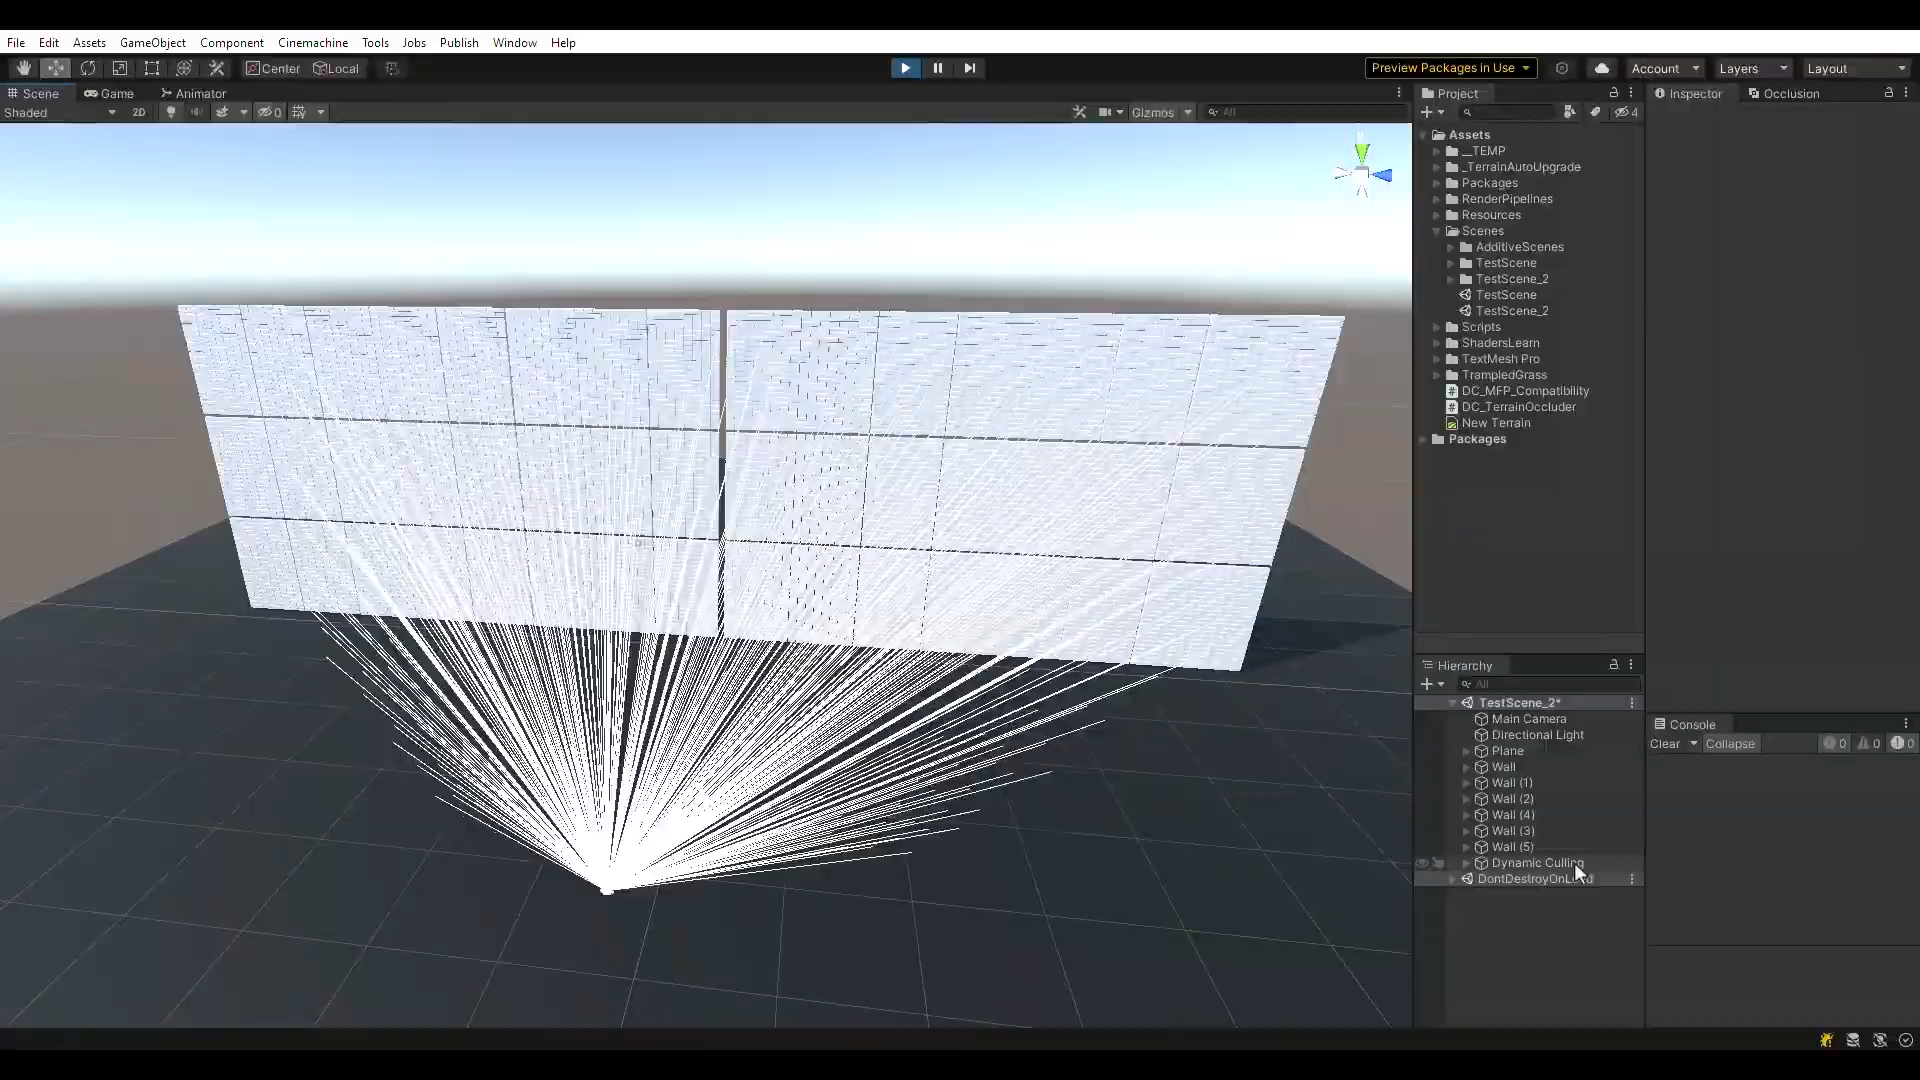 File Edit Assets GameObject Component Cinemachine Tools Jobs Publish Window Help
Center Local Preview Packages in Use Account Layers Layout
Scene Game Animator
Shaded 2D 0 Gizmos All
Project
4
Assets
__TEMP
_TerrainAutoUpgrade
Packages
RenderPipelines
Resources
Scenes
AdditiveScenes
TestScene
TestScene_2
TestScene
TestScene_2
Scripts
ShadersLearn
TextMesh Pro
TrampledGrass
DC_MFP_Compatibility
DC_TerrainOccluder
New Terrain
Packages
Hierarchy
All
TestScene_2*
Main Camera
Directional Light
Plane
Wall
Wall (1)
Wall (2)
Wall (4)
Wall (3)
Wall (5)
Dynamic Culling
Inspector Occlusion
Console
Clear Collapse 0 0 0